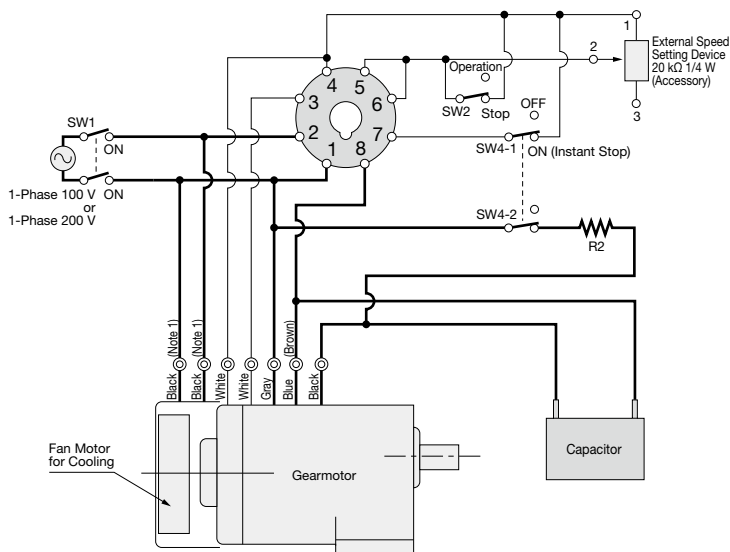 1
External Speed
Setting Device
20 kΩ 1/4 W
(Accessory)
2
3
Operation
SW2
Stop
OFF
SW4-1
ON (Instant Stop)
SW4-2
R2
4
5
3
6
2
7
1
8
SW1
ON
ON
1-Phase 100 V
or
1-Phase 200 V
Black (Note 1)
Black (Note 1)
White
White
Gray
Blue (Brown)
Black
Fan Motor
for Cooling
Gearmotor
Capacitor